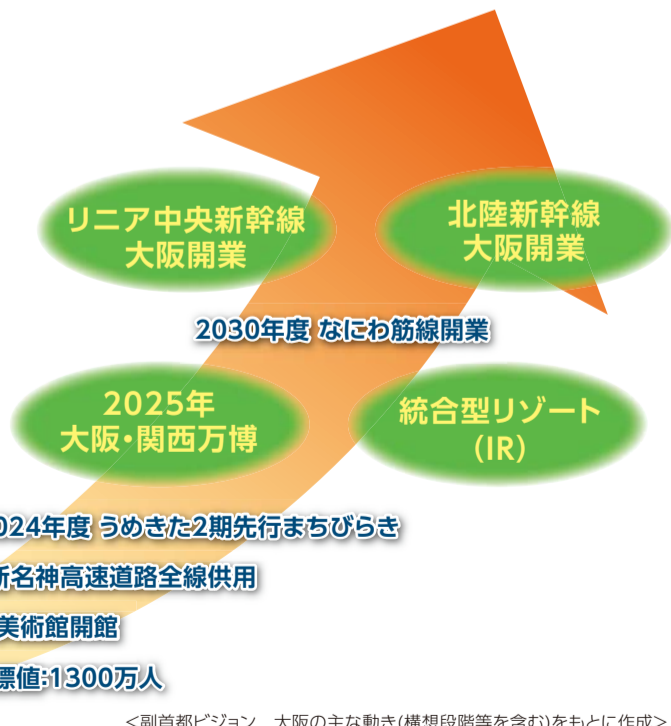 リニア中央新幹線
大阪開業
北陸新幹線
大阪開業
2030年度 なにわ筋線開業
2025年
大阪・関西万博
統合型リゾート
(IR)
024年度 うめきた2期先行まちびらき
新名神高速道路全線供用
美術館開館
標値:1300万人
<副首都ビジョン 大阪の主な動き(構想段階等を含む)をもとに作成>